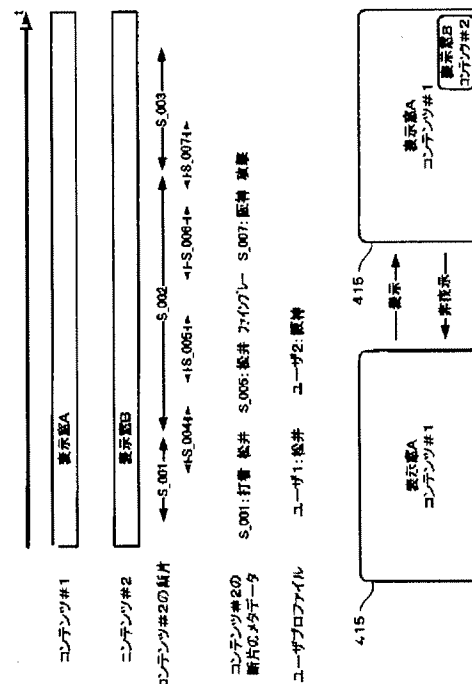 t
コンテンツ#1
表示窓A
コンテンツ#2
表示窓B
コンテンツ#2の断片
S_001
S_002
S_003
S_004
S_005
S_006
S_007
コンテンツ#2の
断片のメタデータ
S_001: 打者 松井
S_005: 松井 ファインプレー
S_007: 阪神 攻撃
ユーザプロファイル
ユーザ1: 松井
ユーザ2: 阪神
415
表示窓A
コンテンツ#1
表示
非表示
415
表示窓A
コンテンツ#1
表示窓B
コンテンツ#2